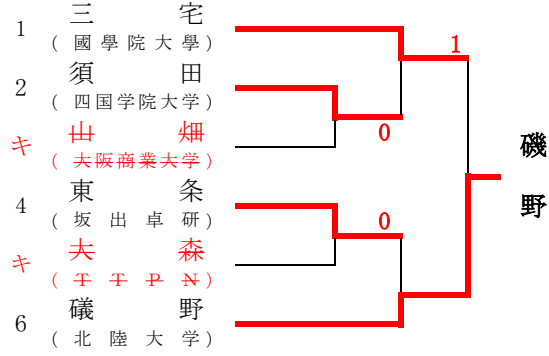 1 三宅
(國學院大學)
1
2 須田
(四国学院大学)
キ 山畑
(大阪商業大学)
0
磯野
4 東条
(坂出卓研)
0
キ 大森
(TTPN)
6 礒野
(北陸大学)